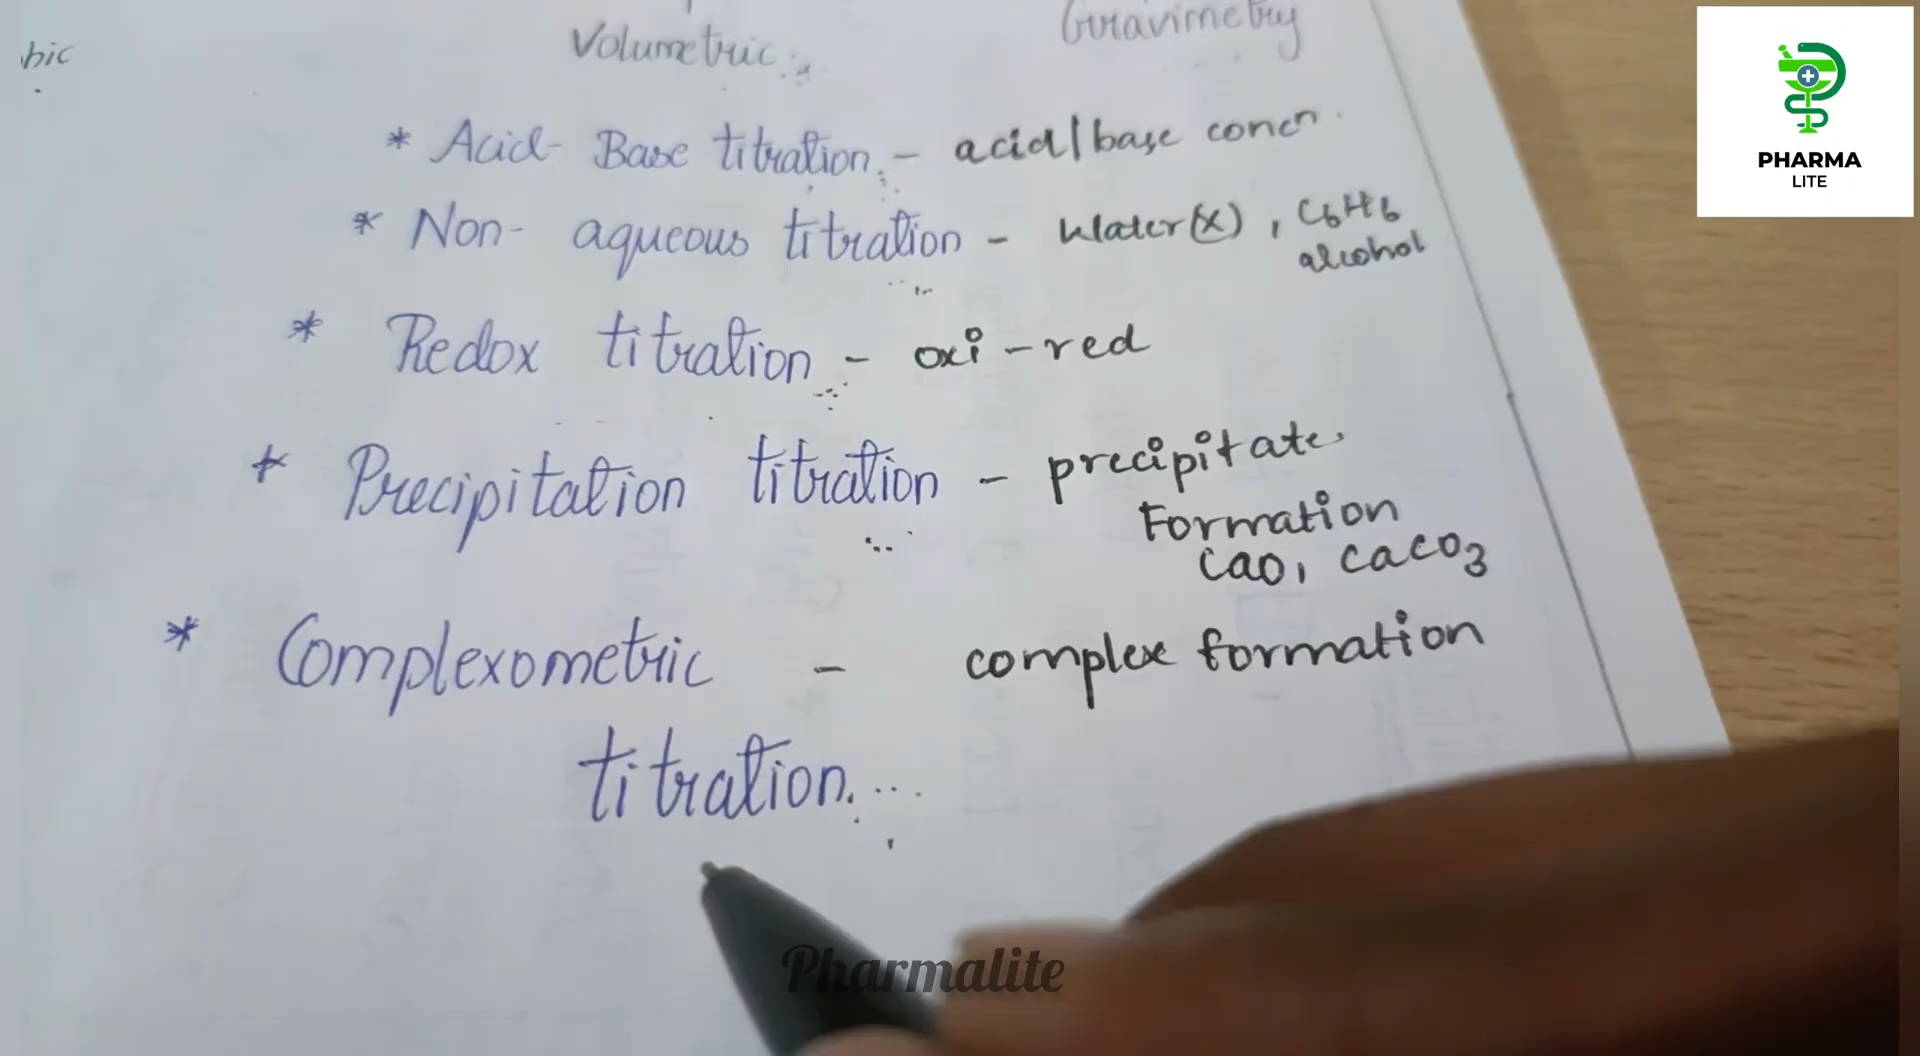 Volumetric
Gravimetry
* Acid- Base titration. - acid/base concn.
* Non- aqueous titration - Water(x), C6H6
alcohol
* Redox titration - oxi - red
* Precipitation titration - precipitate
Formation
CaO, CaCO3
* Complexometric - complex formation
titration.
Pharmalite
PHARMA
LITE